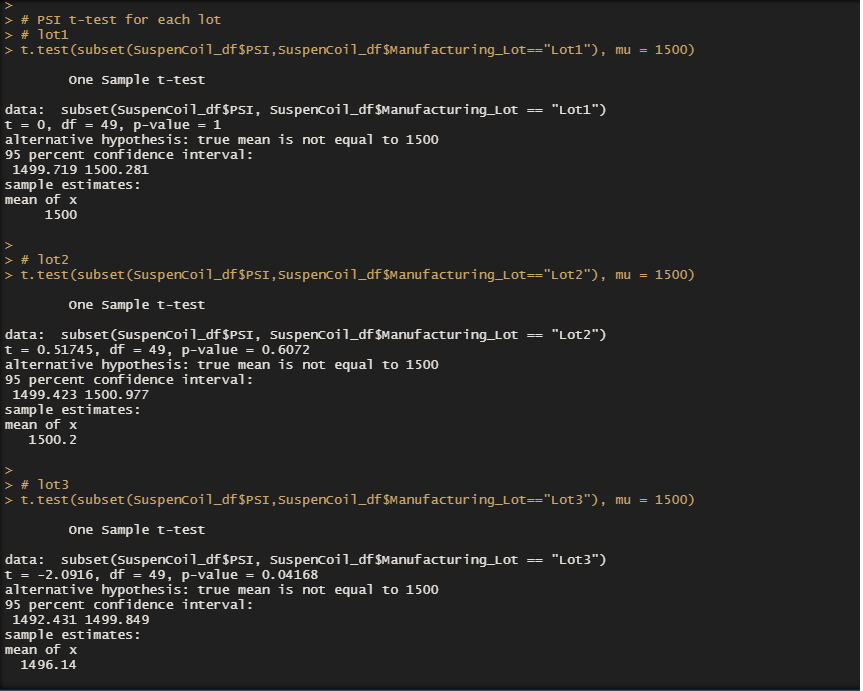 >
> # PSI t-test for each lot
> # lot1
> t.test(subset(SuspenCoil_df$PSI,SuspenCoil_df$Manufacturing_Lot=="Lot1"), mu = 1500)
One Sample t-test
data:  subset(SuspenCoil_df$PSI, SuspenCoil_df$Manufacturing_Lot == "Lot1")
t = 0, df = 49, p-value = 1
alternative hypothesis: true mean is not equal to 1500
95 percent confidence interval:
1499.719 1500.281
sample estimates:
mean of x
1500
>
> # lot2
> t.test(subset(SuspenCoil_df$PSI,SuspenCoil_df$Manufacturing_Lot=="Lot2"), mu = 1500)
One Sample t-test
data:  subset(SuspenCoil_df$PSI, SuspenCoil_df$Manufacturing_Lot == "Lot2")
t = 0.51745, df = 49, p-value = 0.6072
alternative hypothesis: true mean is not equal to 1500
95 percent confidence interval:
1499.423 1500.977
sample estimates:
mean of x
1500.2
>
> # lot3
> t.test(subset(SuspenCoil_df$PSI,SuspenCoil_df$Manufacturing_Lot=="Lot3"), mu = 1500)
One Sample t-test
data:  subset(SuspenCoil_df$PSI, SuspenCoil_df$Manufacturing_Lot == "Lot3")
t = -2.0916, df = 49, p-value = 0.04168
alternative hypothesis: true mean is not equal to 1500
95 percent confidence interval:
1492.431 1499.849
sample estimates:
mean of x
1496.14